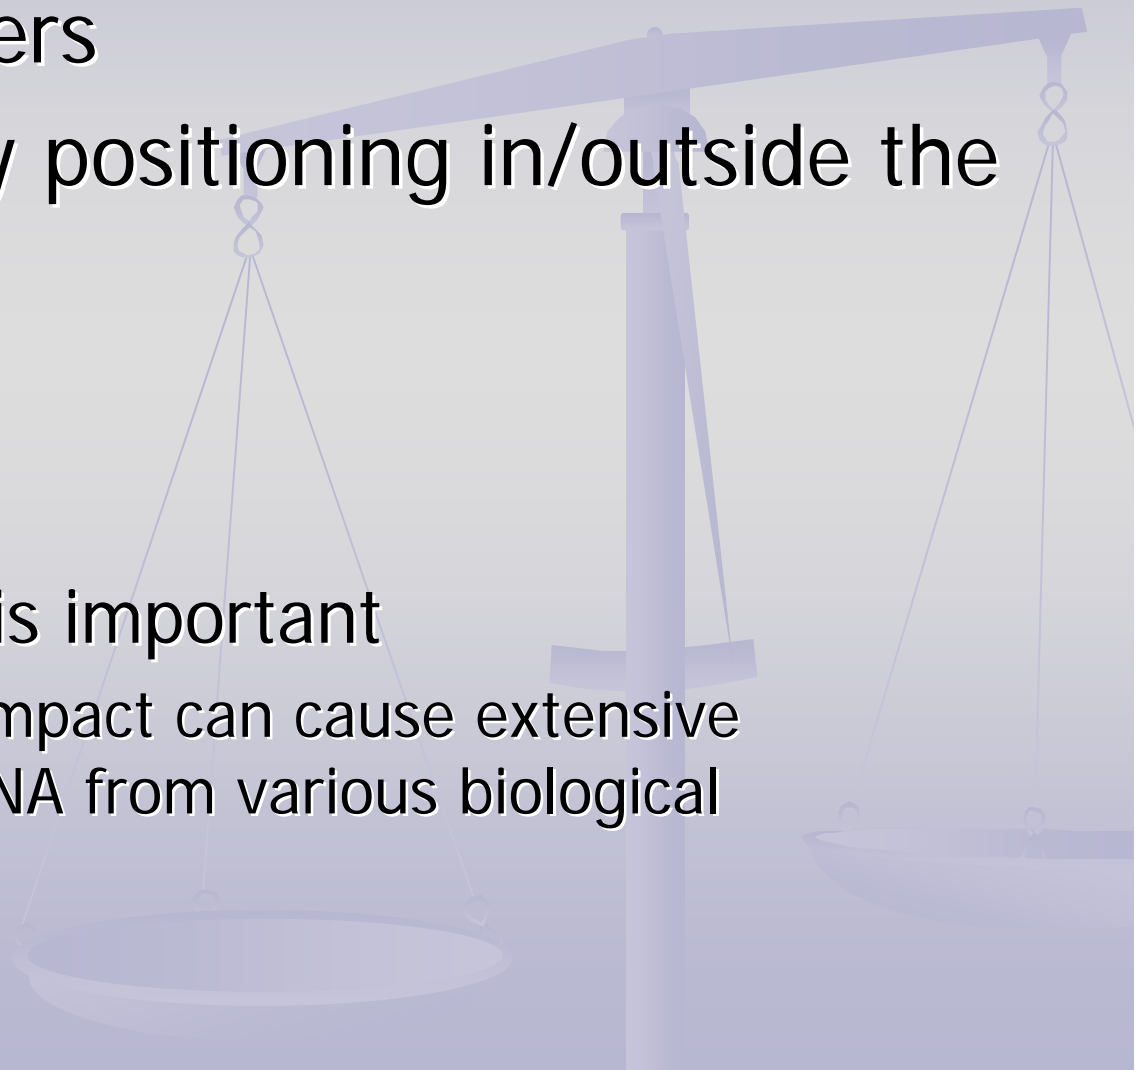 ers
y positioning in/outside the
is important
mpact can cause extensive
NA from various biological